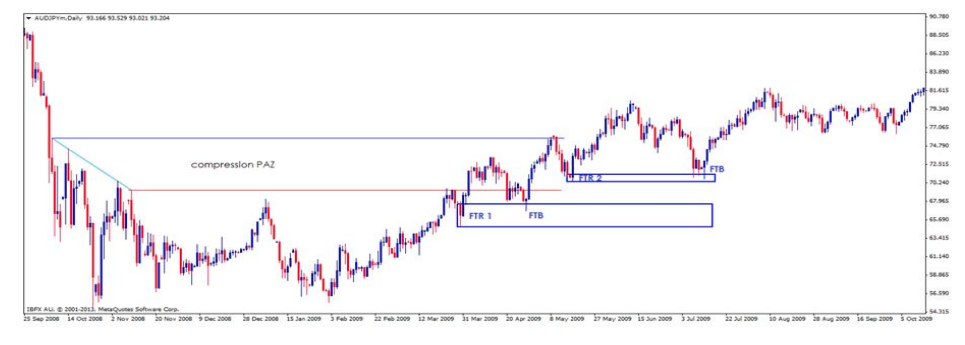 AUDJPYm,Daily 93.166 93.529 93.021 93.204
90.780
88.505
86.230
83.890
81.615
79.340
77.065
74.790
72.515
70.240
67.965
65.690
63.415
61.140
58.865
56.590
54.315
compression PAZ
FTB
FTR 2
FTR 1
FTB
IBFX AU, © 2001-2013, MetaQuotes Software Corp.
25 Sep 2008 14 Oct 2008 2 Nov 2008 20 Nov 2008 9 Dec 2008 28 Dec 2008 15 Jan 2009 3 Feb 2009 22 Feb 2009 12 Mar 2009 31 Mar 2009 20 Apr 2009 8 May 2009 27 May 2009 15 Jun 2009 3 Jul 2009 22 Jul 2009 10 Aug 2009 28 Aug 2009 16 Sep 2009 5 Oct 2009